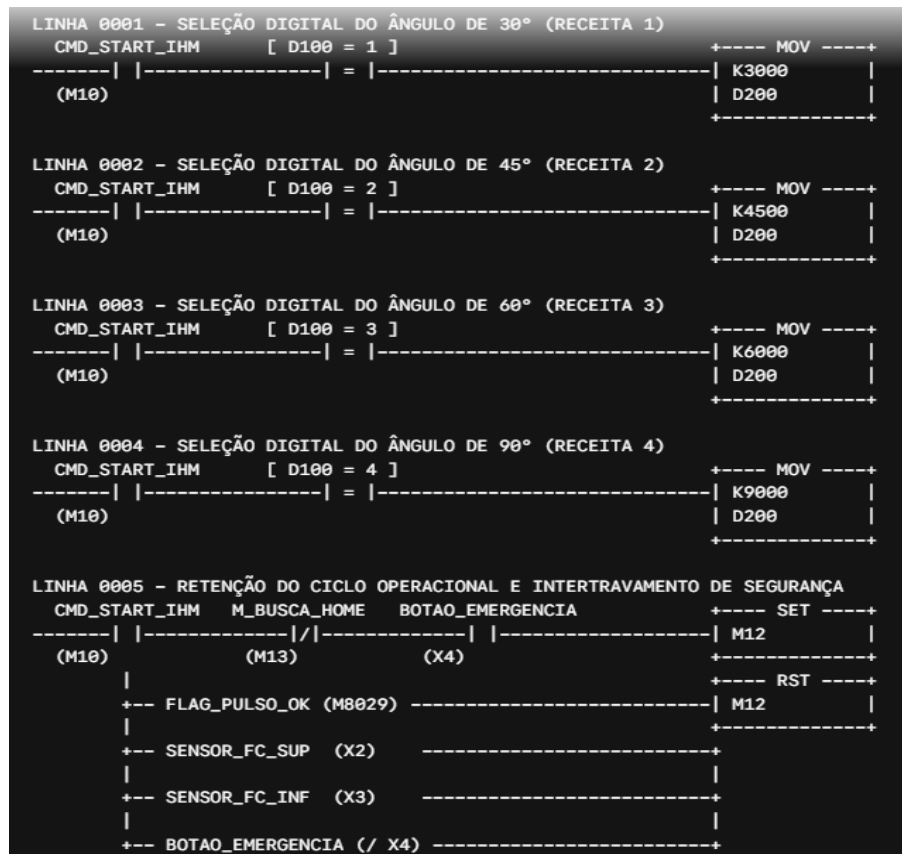 LINHA 0001 – SELEÇÃO DIGITAL DO ÂNGULO DE 30° (RECEITA 1)
  CMD_START_IHM      [ D100 = 1 ]                            +---- MOV ----+
-------| |----------------| = |------------------------------| K3000       |
  (M10)                                                      | D200        |
                                                             +-------------+
LINHA 0002 – SELEÇÃO DIGITAL DO ÂNGULO DE 45° (RECEITA 2)
  CMD_START_IHM      [ D100 = 2 ]                            +---- MOV ----+
-------| |----------------| = |------------------------------| K4500       |
  (M10)                                                      | D200        |
                                                             +-------------+
LINHA 0003 – SELEÇÃO DIGITAL DO ÂNGULO DE 60° (RECEITA 3)
  CMD_START_IHM      [ D100 = 3 ]                            +---- MOV ----+
-------| |----------------| = |------------------------------| K6000       |
  (M10)                                                      | D200        |
                                                             +-------------+
LINHA 0004 – SELEÇÃO DIGITAL DO ÂNGULO DE 90° (RECEITA 4)
  CMD_START_IHM      [ D100 = 4 ]                            +---- MOV ----+
-------| |----------------| = |------------------------------| K9000       |
  (M10)                                                      | D200        |
                                                             +-------------+
LINHA 0005 – RETENÇÃO DO CICLO OPERACIONAL E INTERTRAVAMENTO DE SEGURANÇA
  CMD_START_IHM   M_BUSCA_HOME   BOTAO_EMERGENCIA            +---- SET ----+
-------| |-------------|/|-------------| |-------------------| M12         |
  (M10)              (M13)           (X4)                    +-------------+
        |                                                    +---- RST ----+
        +-- FLAG_PULSO_OK (M8029) ---------------------------| M12         |
        |                                                    +-------------+
        +-- SENSOR_FC_SUP  (X2)    --------------------------+
        |                                                    |
        +-- SENSOR_FC_INF  (X3)    --------------------------+
        |                                                    |
        +-- BOTAO_EMERGENCIA (/ X4) -------------------------+